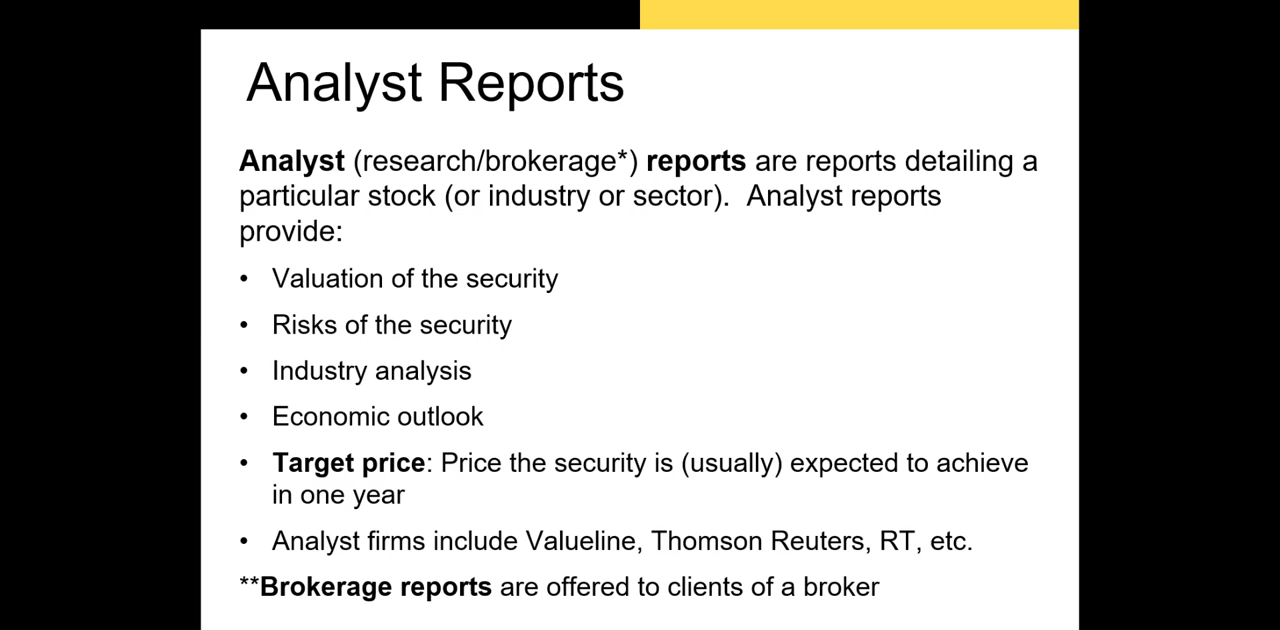 Analyst Reports
Analyst (research/brokerage*) reports are reports detailing a
particular stock (or industry or sector).  Analyst reports
provide:
• Valuation of the security
• Risks of the security
• Industry analysis
• Economic outlook
• Target price: Price the security is (usually) expected to achieve
in one year
• Analyst firms include Valueline, Thomson Reuters, RT, etc.
**Brokerage reports are offered to clients of a broker